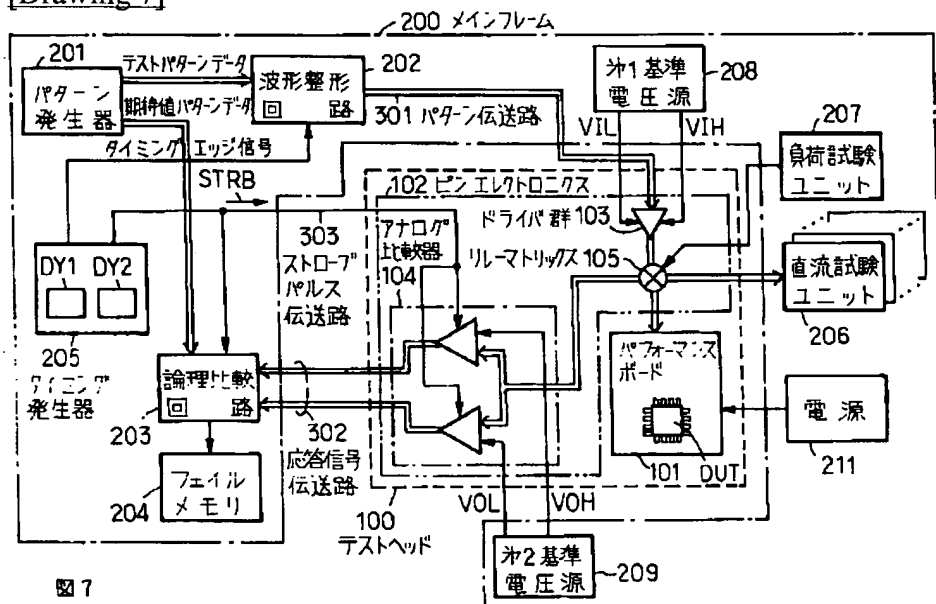 [Drawing 7]
200 メインフレーム
201
パターン
発生器
テストパターンデータ
期待値パターンデータ
202
波形整形
回路
301 パターン伝送路
タイミングエッジ信号
STRB
オ1基準
電圧源
208
VIL
VIH
207
負荷試験
ユニット
102 ピンエレクトロニクス
ドライバ群 103
303
ストローブ
パルス
伝送路
アナログ
比較器
104
リレーマトリックス 105
直流試験
ユニット
206
DY1
DY2
205
タイミング
発生器
論理比較
回路
203
302
応答信号
伝送路
パフォーマンス
ボード
101
DUT
電源
211
フェイル
メモリ
204
100
テストヘッド
VOL
VOH
オ2基準
電圧源
209
図7